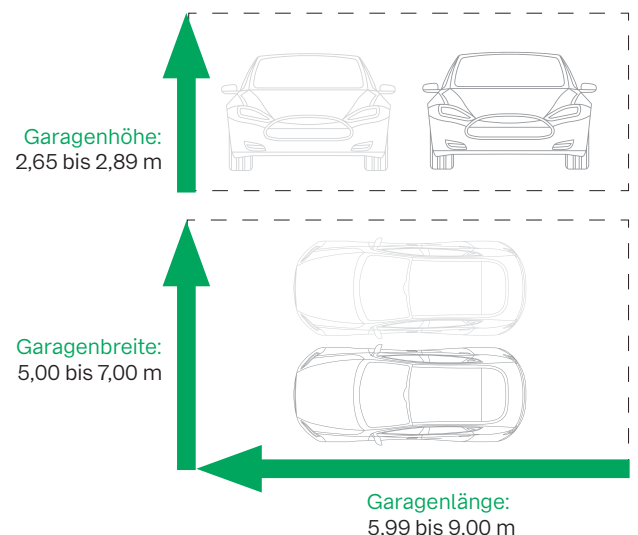 Garagenhöhe:
2,65 bis 2,89 m
Garagenbreite:
5,00 bis 7,00 m
Garagenlänge:
5,99 bis 9,00 m